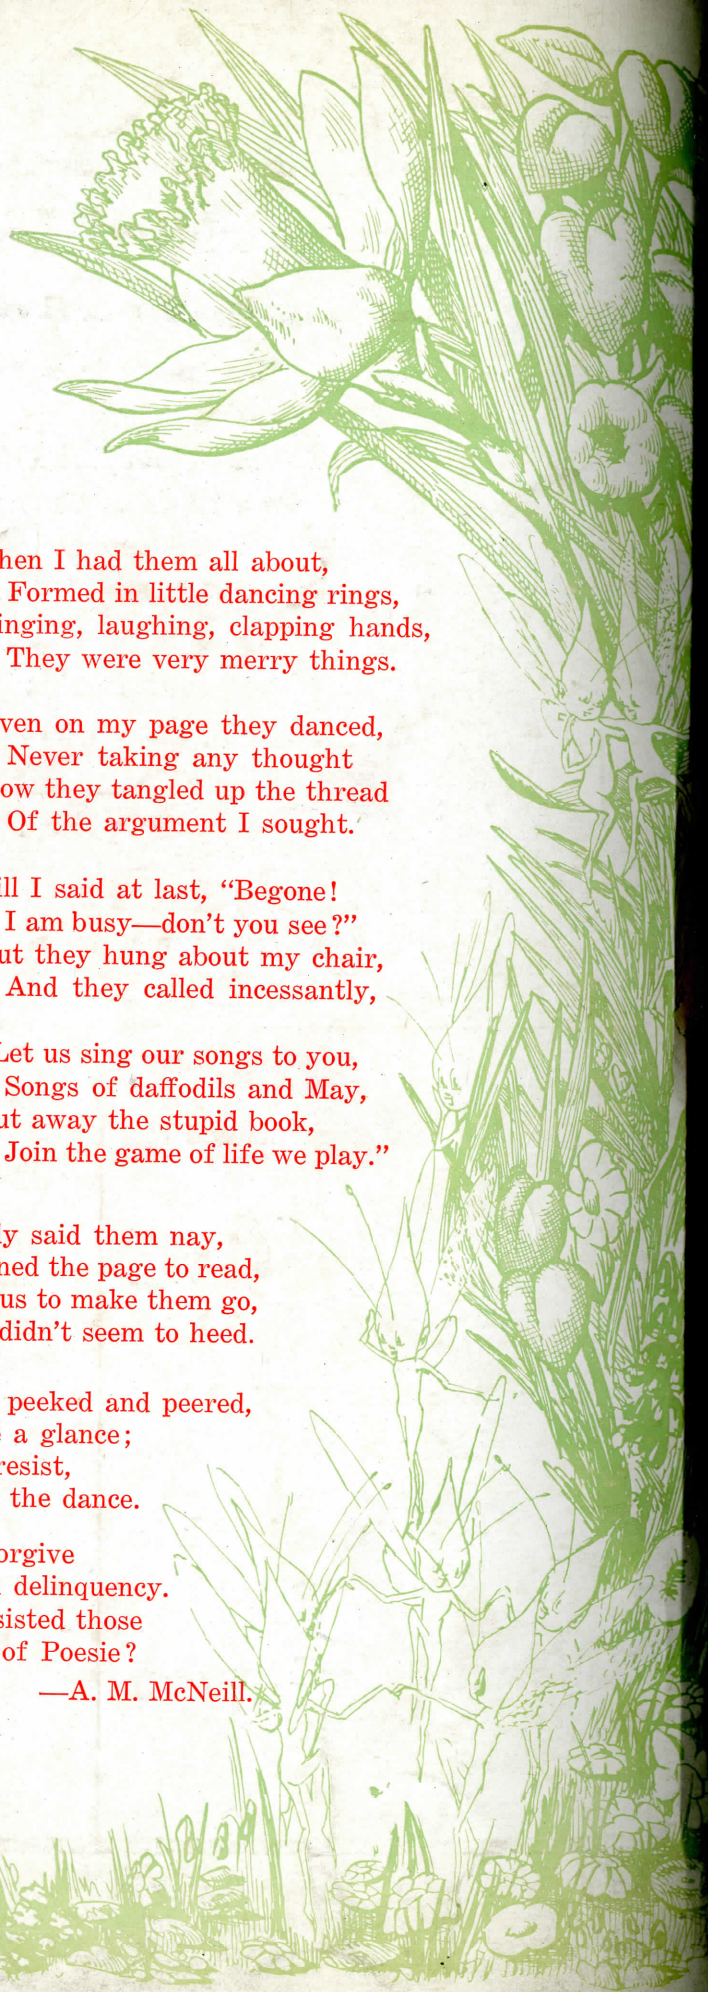 hen I had them all about,
Formed in little dancing rings,
inging, laughing, clapping hands,
They were very merry things.
ven on my page they danced,
Never taking any thought
ow they tangled up the thread
Of the argument I sought.
ill I said at last, “Begone!
I am busy—don’t you see?”
ut they hung about my chair,
And they called incessantly,
Let us sing our songs to you,
Songs of daffodils and May,
ut away the stupid book,
Join the game of life we play.”
ly said them nay,
ned the page to read,
us to make them go,
didn’t seem to heed.
peeked and peered,
a glance;
resist,
the dance.
orgive
delinquency.
sisted those
of Poesie?
—A. M. McNeill.